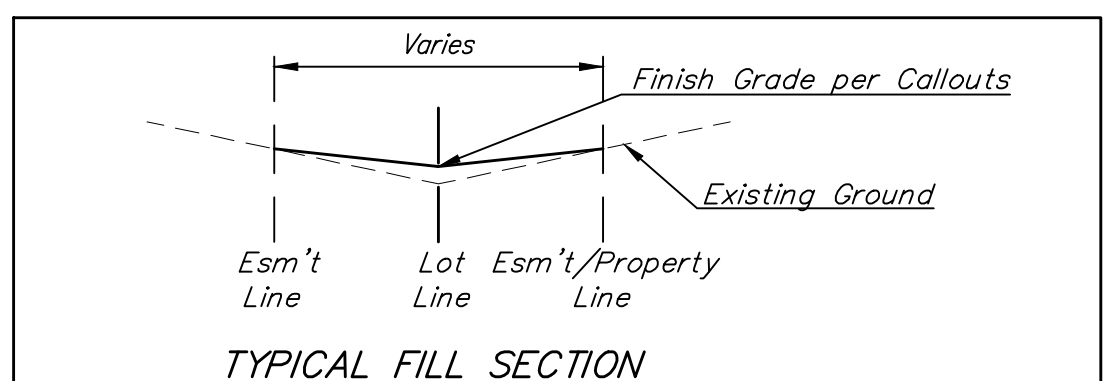 Varies
Finish Grade per Callouts
Existing Ground
Esm't
Line
Lot
Line
Esm't/Property
Line
TYPICAL FILL SECTION